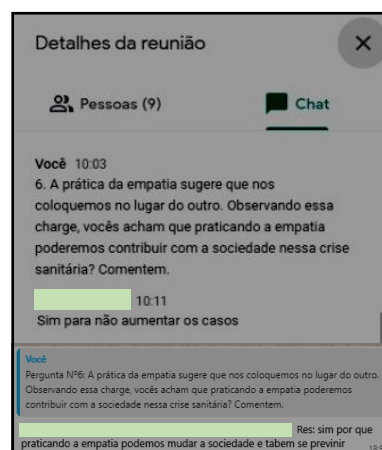 Detalhes da reunião
Pessoas (9)
Chat
Você 10:03
6. A prática da empatia sugere que nos
coloquemos no lugar do outro. Observando essa
charge, vocês acham que praticando a empatia
poderemos contribuir com a sociedade nessa crise
sanitária? Comentem.
10:11
Sim para não aumentar os casos
Você
Pergunta Nº6: A prática da empatia sugere que nos coloquemos no lugar do outro.
Observando essa charge, vocês acham que praticando a empatia poderemos
contribuir com a sociedade nessa crise sanitária? Comentem.
Res: sim por que
praticando a empatia podemos mudar a sociedade e tabem se previnir